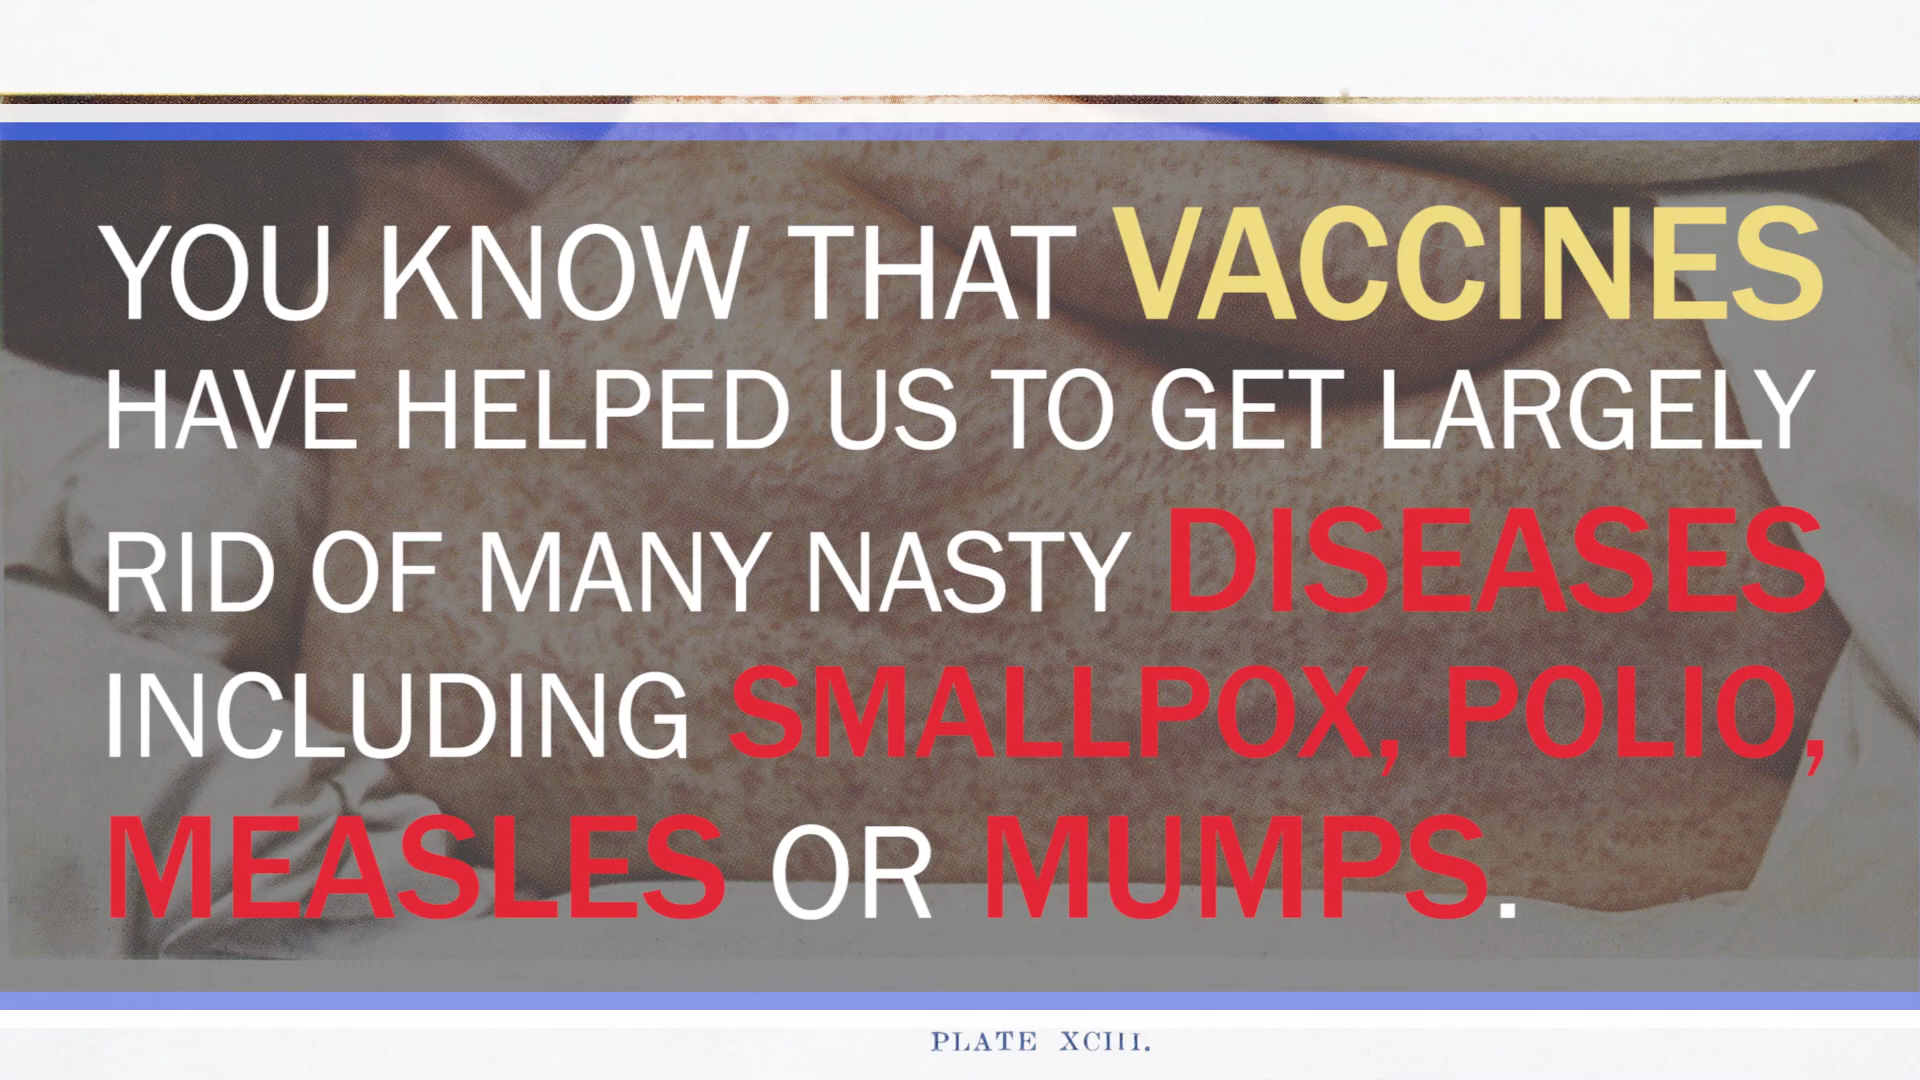 YOU KNOW THAT VACCINES
HAVE HELPED US TO GET LARGELY
RID OF MANY NASTY DISEASES
INCLUDING SMALLPOX, POLIO,
MEASLES OR MUMPS.
PLATE XCIII.